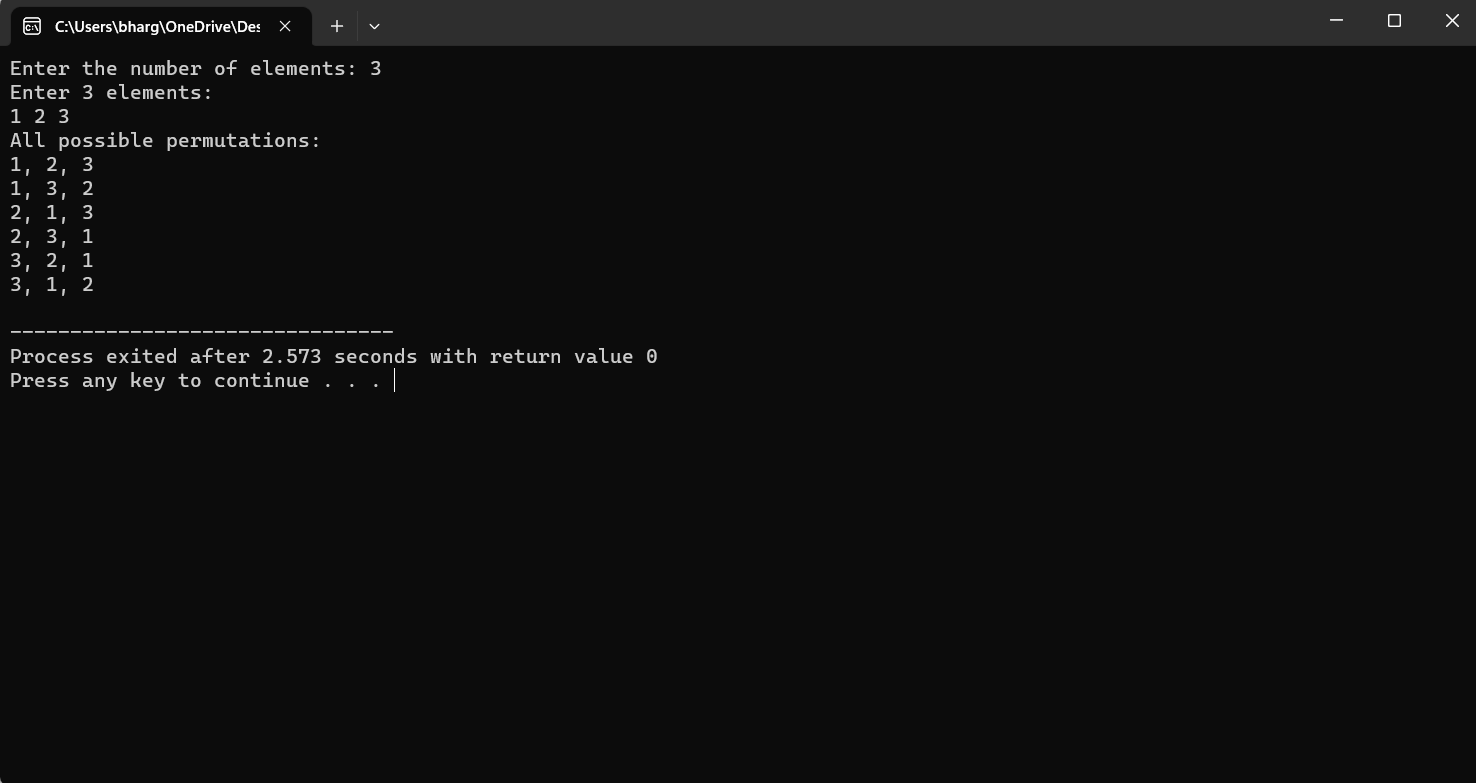 C:\Users\bharg\OneDrive\Des
Enter the number of elements: 3
Enter 3 elements:
1 2 3
All possible permutations:
1, 2, 3
1, 3, 2
2, 1, 3
2, 3, 1
3, 2, 1
3, 1, 2
--------------------------------
Process exited after 2.573 seconds with return value 0
Press any key to continue . . .